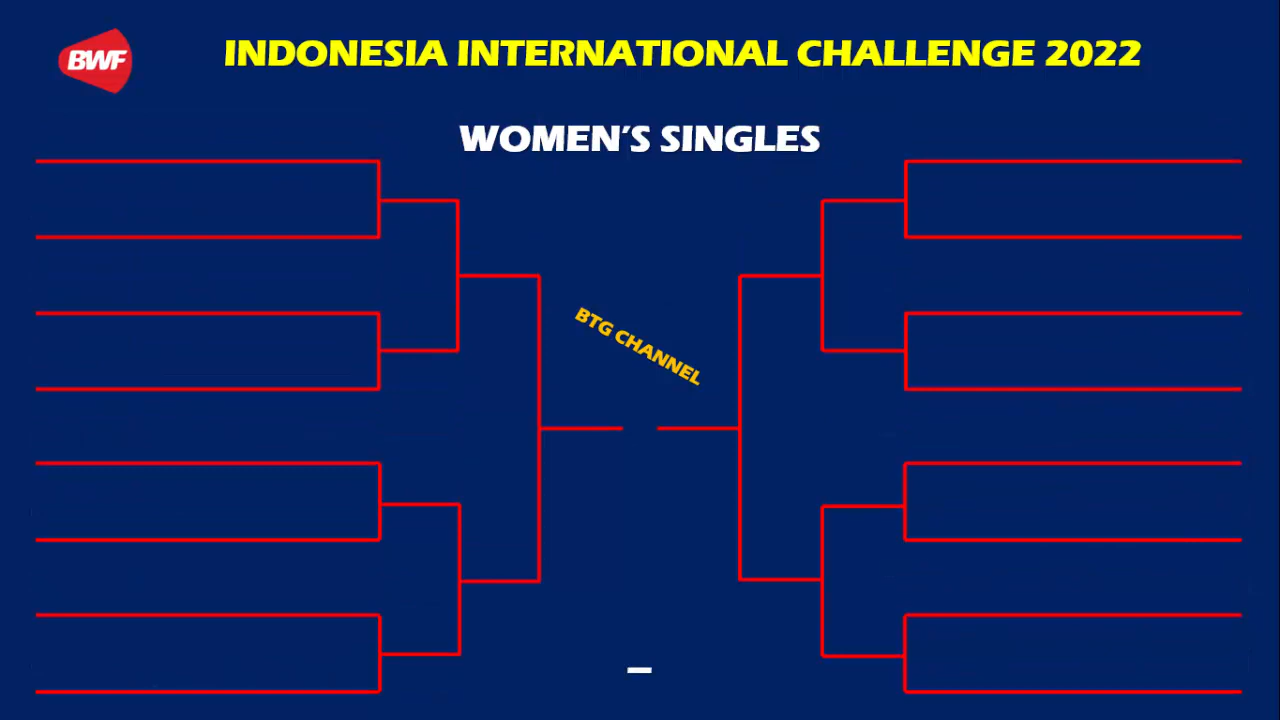 BWF
INDONESIA INTERNATIONAL CHALLENGE 2022
WOMEN'S SINGLES
BTG CHANNEL
–